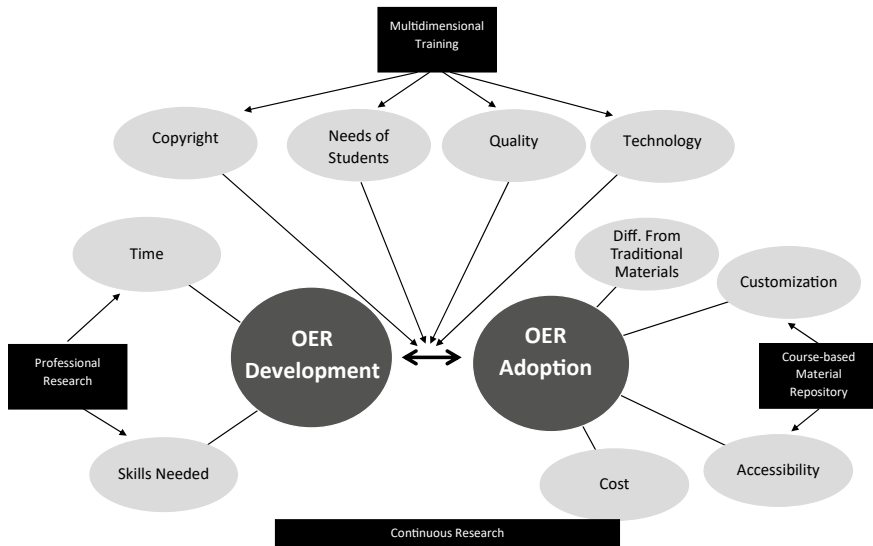 Multidimensional
Training
Copyright
Needs of
Students
Quality
Technology
Time
Diff. From
Traditional
Materials
Customization
OER
Development
OER
Adoption
Professional
Research
Course-based
Material
Repository
Skills Needed
Cost
Accessibility
Continuous Research